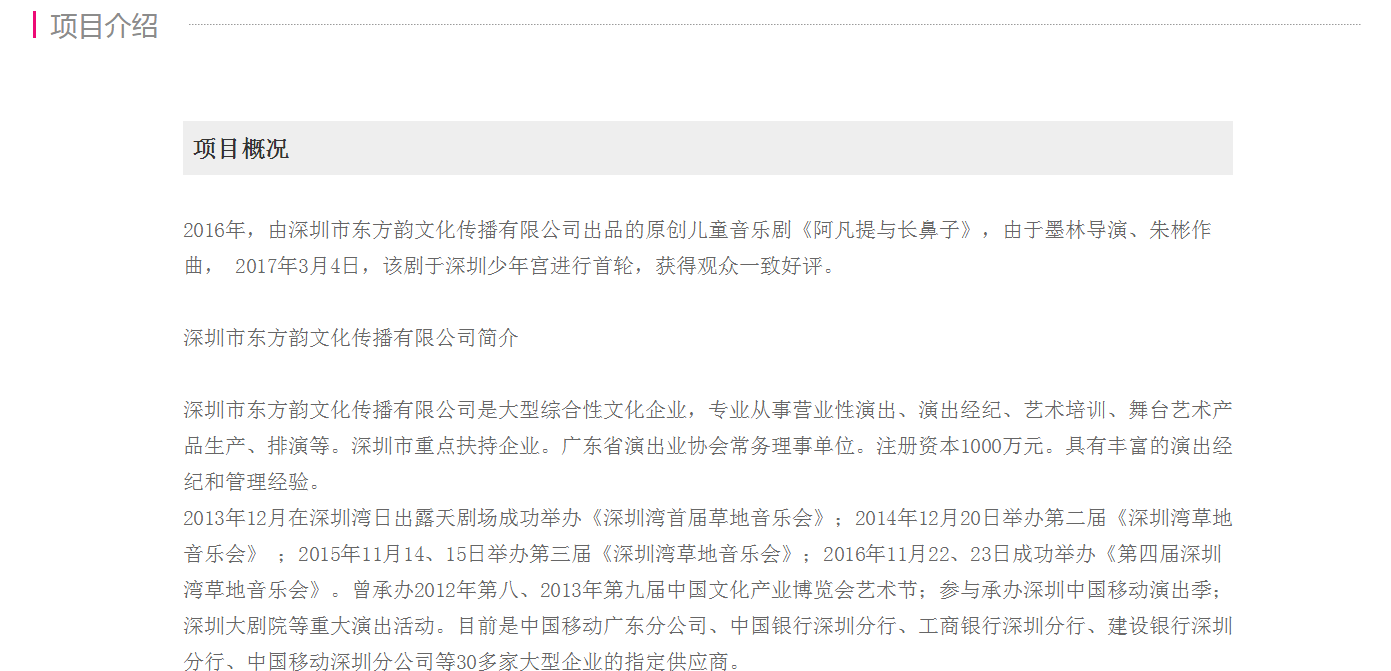 项目介绍
项目概况
2016年，由深圳市东方韵文化传播有限公司出品的原创儿童音乐剧《阿凡提与长鼻子》，由于墨林导演、朱彬作
曲， 2017年3月4日，该剧于深圳少年宫进行首轮，获得观众一致好评。
深圳市东方韵文化传播有限公司简介
深圳市东方韵文化传播有限公司是大型综合性文化企业，专业从事营业性演出、演出经纪、艺术培训、舞台艺术产
品生产、排演等。深圳市重点扶持企业。广东省演出业协会常务理事单位。注册资本1000万元。具有丰富的演出经
纪和管理经验。
2013年12月在深圳湾日出露天剧场成功举办《深圳湾首届草地音乐会》；2014年12月20日举办第二届《深圳湾草地
音乐会》 ；2015年11月14、15日举办第三届《深圳湾草地音乐会》；2016年11月22、23日成功举办《第四届深圳
湾草地音乐会》。曾承办2012年第八、2013年第九届中国文化产业博览会艺术节；参与承办深圳中国移动演出季；
深圳大剧院等重大演出活动。目前是中国移动广东分公司、中国银行深圳分行、工商银行深圳分行、建设银行深圳
分行、中国移动深圳分公司等30多家大型企业的指定供应商。